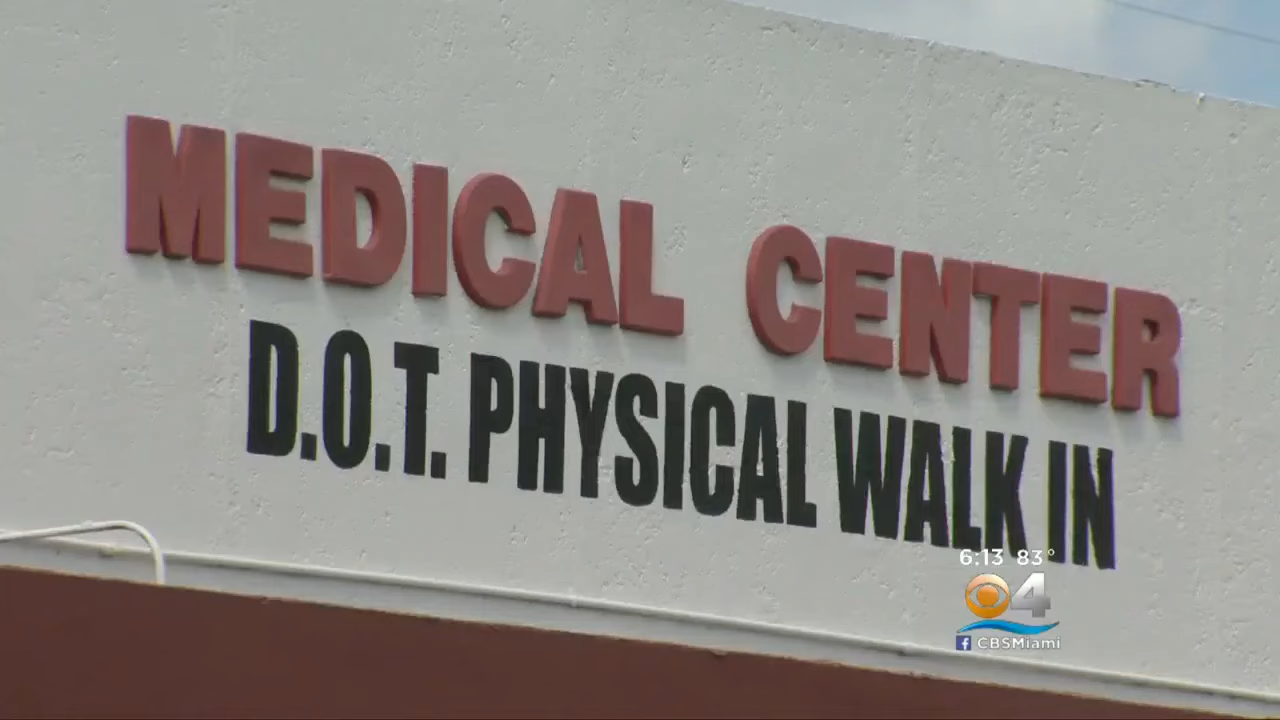 MEDICAL CENTER
D.O.T. PHYSICAL WALK IN
6:13 83°
4
f CBSMiami